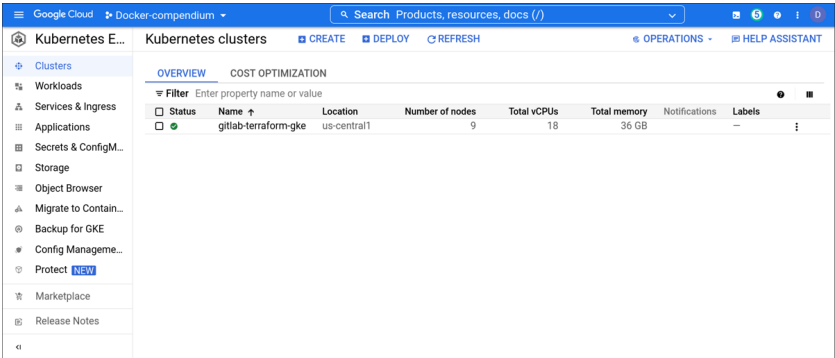 Google Cloud Docker-compendium Search Products, resources, docs (/) 5 D
Kubernetes E... Kubernetes clusters CREATE DEPLOY REFRESH OPERATIONS HELP ASSISTANT
Clusters
OVERVIEW COST OPTIMIZATION
Workloads
Filter Enter property name or value
Services & Ingress
Status Name Location Number of nodes Total vCPUs Total memory Notifications Labels
Applications
gitlab-terraform-gke us-central1 9 18 36 GB —
Secrets & ConfigM...
Storage
Object Browser
Migrate to Contain...
Backup for GKE
Config Manageme...
Protect NEW
Marketplace
Release Notes